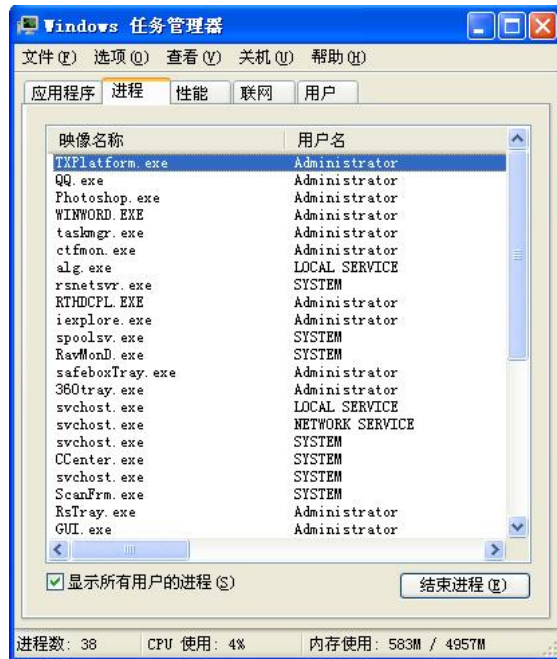 Windows 任务管理器
文件(F) 选项(O) 查看(V) 关机(U) 帮助(H)
应用程序 进程 性能 联网 用户
映像名称 用户名
TXPlatform.exe Administrator
QQ.exe Administrator
Photoshop.exe Administrator
WINWORD.EXE Administrator
taskmgr.exe Administrator
ctfmon.exe Administrator
alg.exe LOCAL SERVICE
rsnetsvr.exe SYSTEM
RTHDCPL.EXE Administrator
iexplore.exe Administrator
spoolsv.exe SYSTEM
RavMonD.exe SYSTEM
safeboxTray.exe Administrator
360tray.exe Administrator
svchost.exe LOCAL SERVICE
svchost.exe NETWORK SERVICE
svchost.exe SYSTEM
CCenter.exe SYSTEM
svchost.exe SYSTEM
ScanFrm.exe SYSTEM
RsTray.exe Administrator
GUI.exe Administrator
显示所有用户的进程(S) 结束进程(E)
进程数: 38 CPU 使用: 4% 内存使用: 583M / 4957M